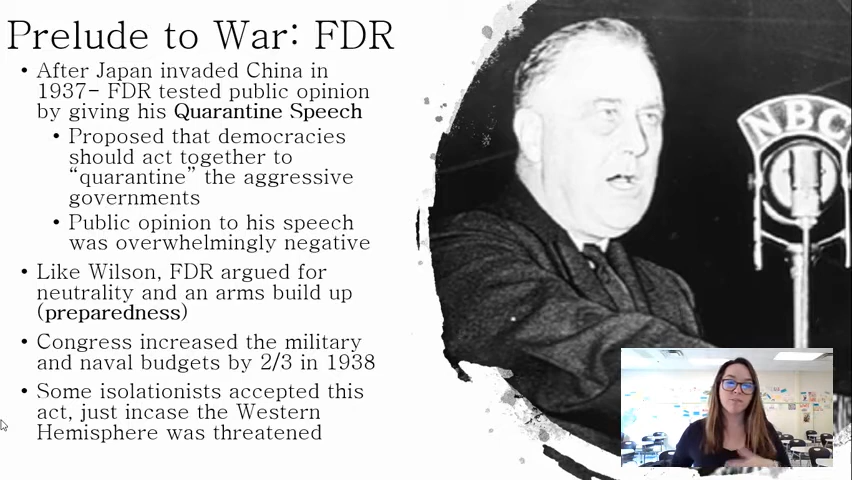 Prelude to War: FDR
• After Japan invaded China in
1937- FDR tested public opinion
by giving his Quarantine Speech
• Proposed that democracies
should act together to
“quarantine” the aggressive
governments
• Public opinion to his speech
was overwhelmingly negative
• Like Wilson, FDR argued for
neutrality and an arms build up
(preparedness)
• Congress increased the military
and naval budgets by 2/3 in 1938
• Some isolationists accepted this
act, just incase the Western
Hemisphere was threatened
NBC